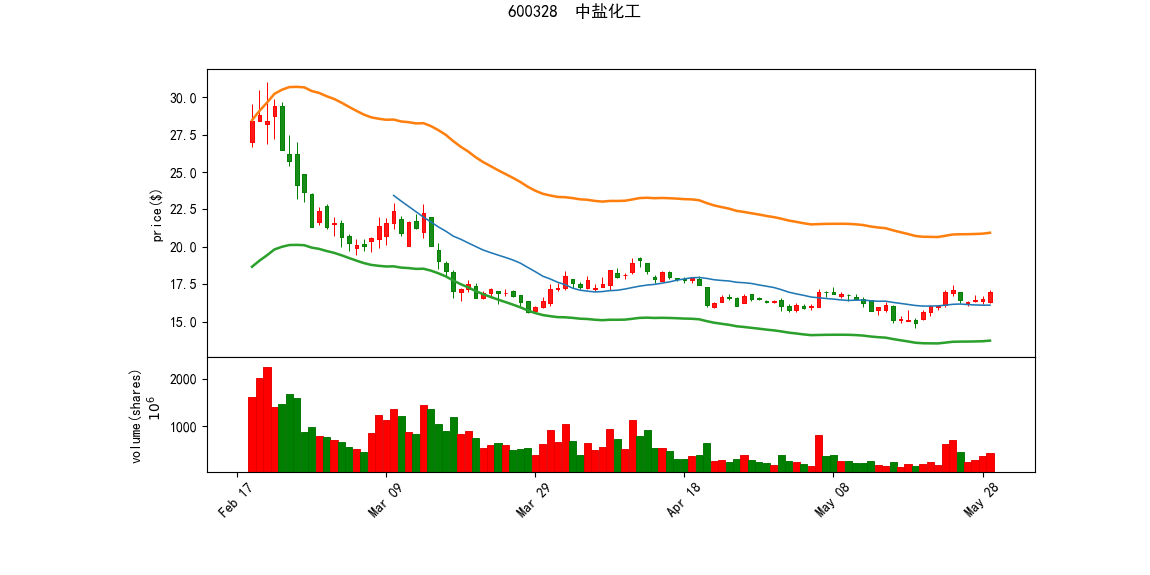 600328 中盐化工
price($)
30.0
27.5
25.0
22.5
20.0
17.5
15.0
volume(shares)
10^6
2000
1000
Feb 17
Mar 09
Mar 29
Apr 18
May 08
May 28